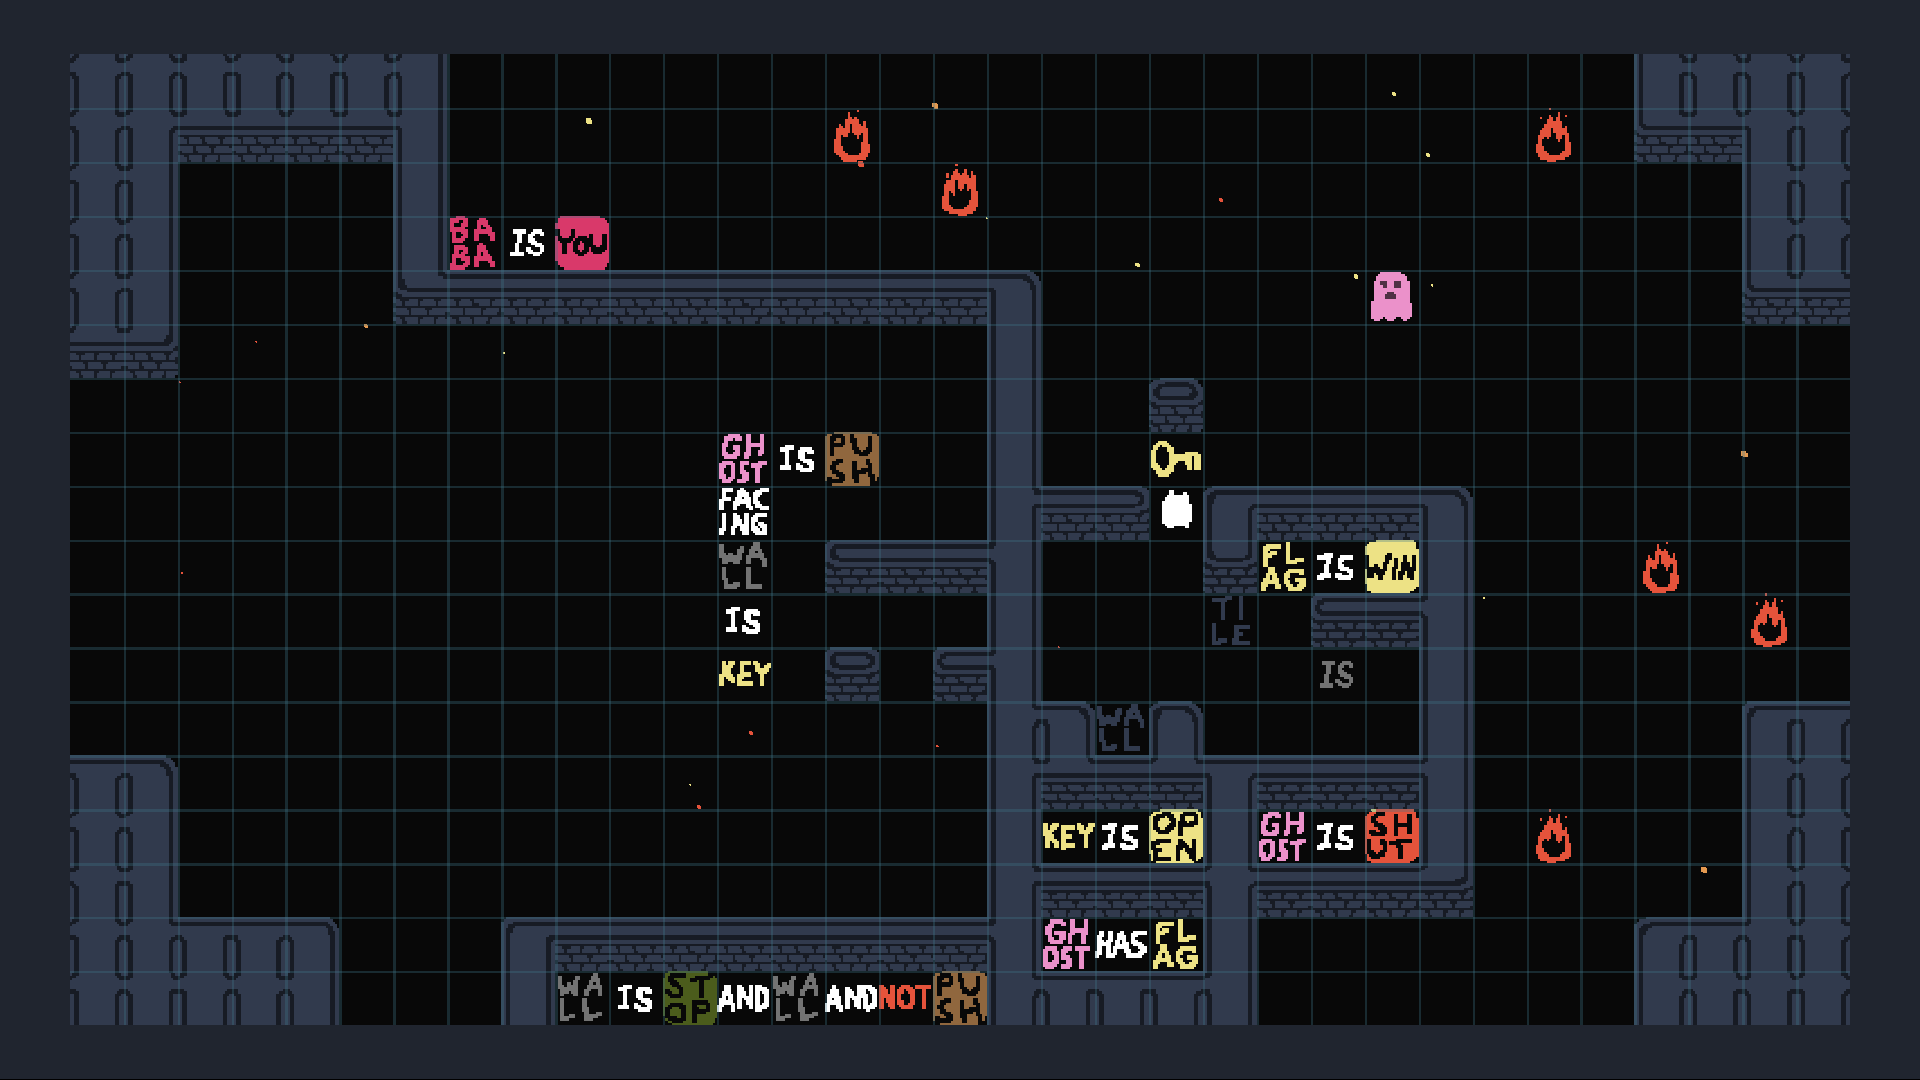 BABA IS YOU
GHOST IS PUSH
FACING
WALL
FLAG IS WIN
IS
TILE
KEY
IS
WALL
KEY IS OPEN
GHOST IS SHUT
GHOST HAS FLAG
WALL IS STOP AND WALL AND NOT PUSH